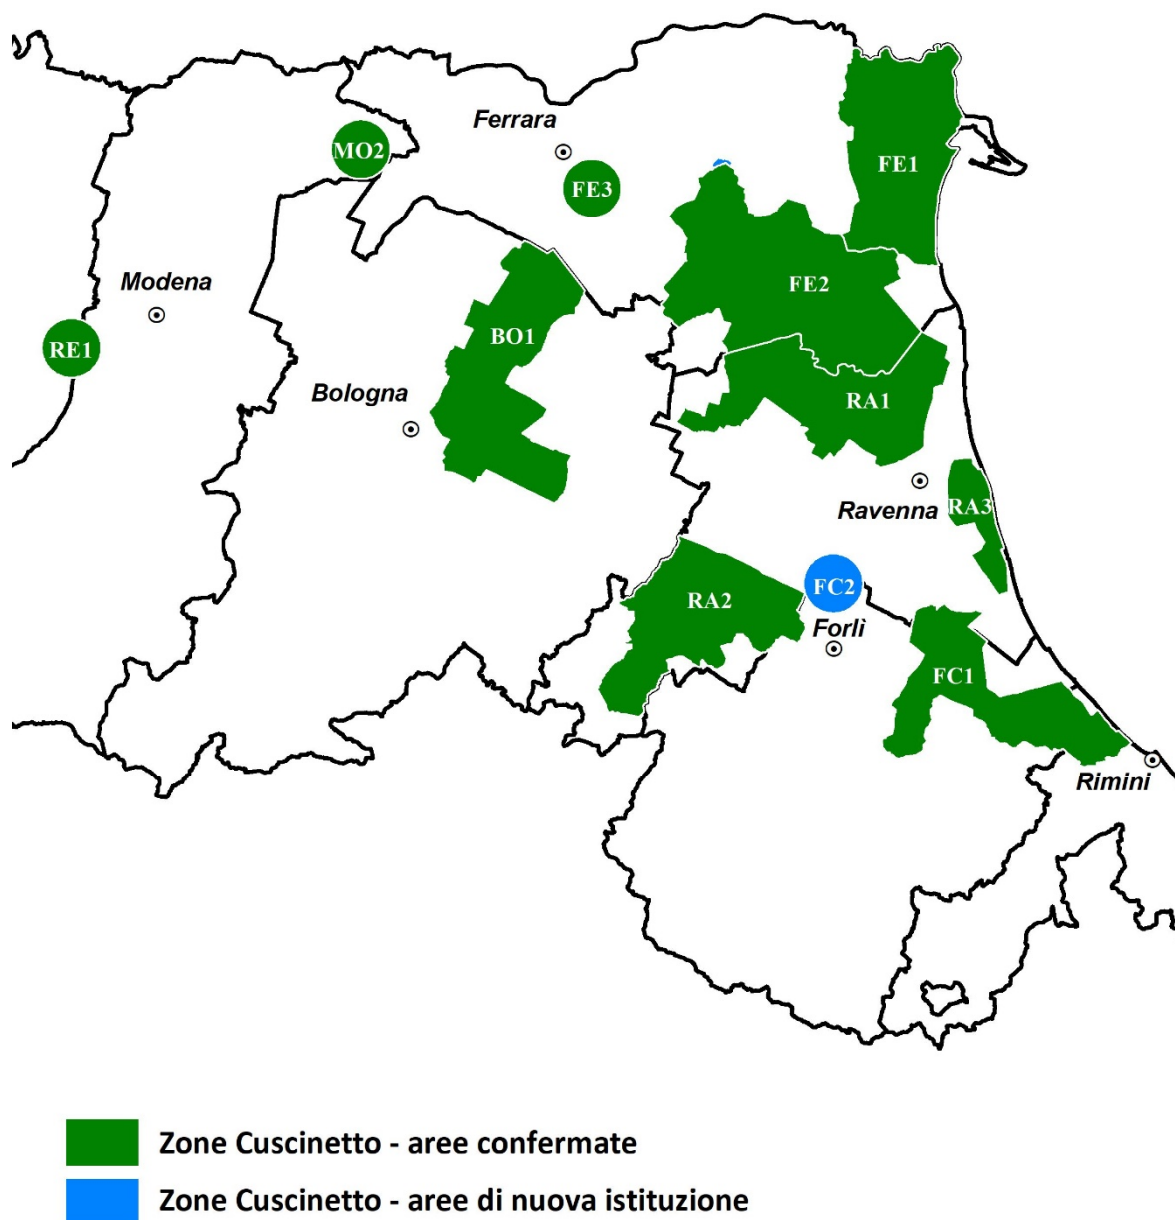 Ferrara
MO2
FE1
FE3
Modena
FE2
BO1
RE1
Bologna
RA1
Ravenna
RA3
FC2
RA2
Forlì
FC1
Rimini
Zone Cuscinetto - aree confermate
Zone Cuscinetto - aree di nuova istituzione